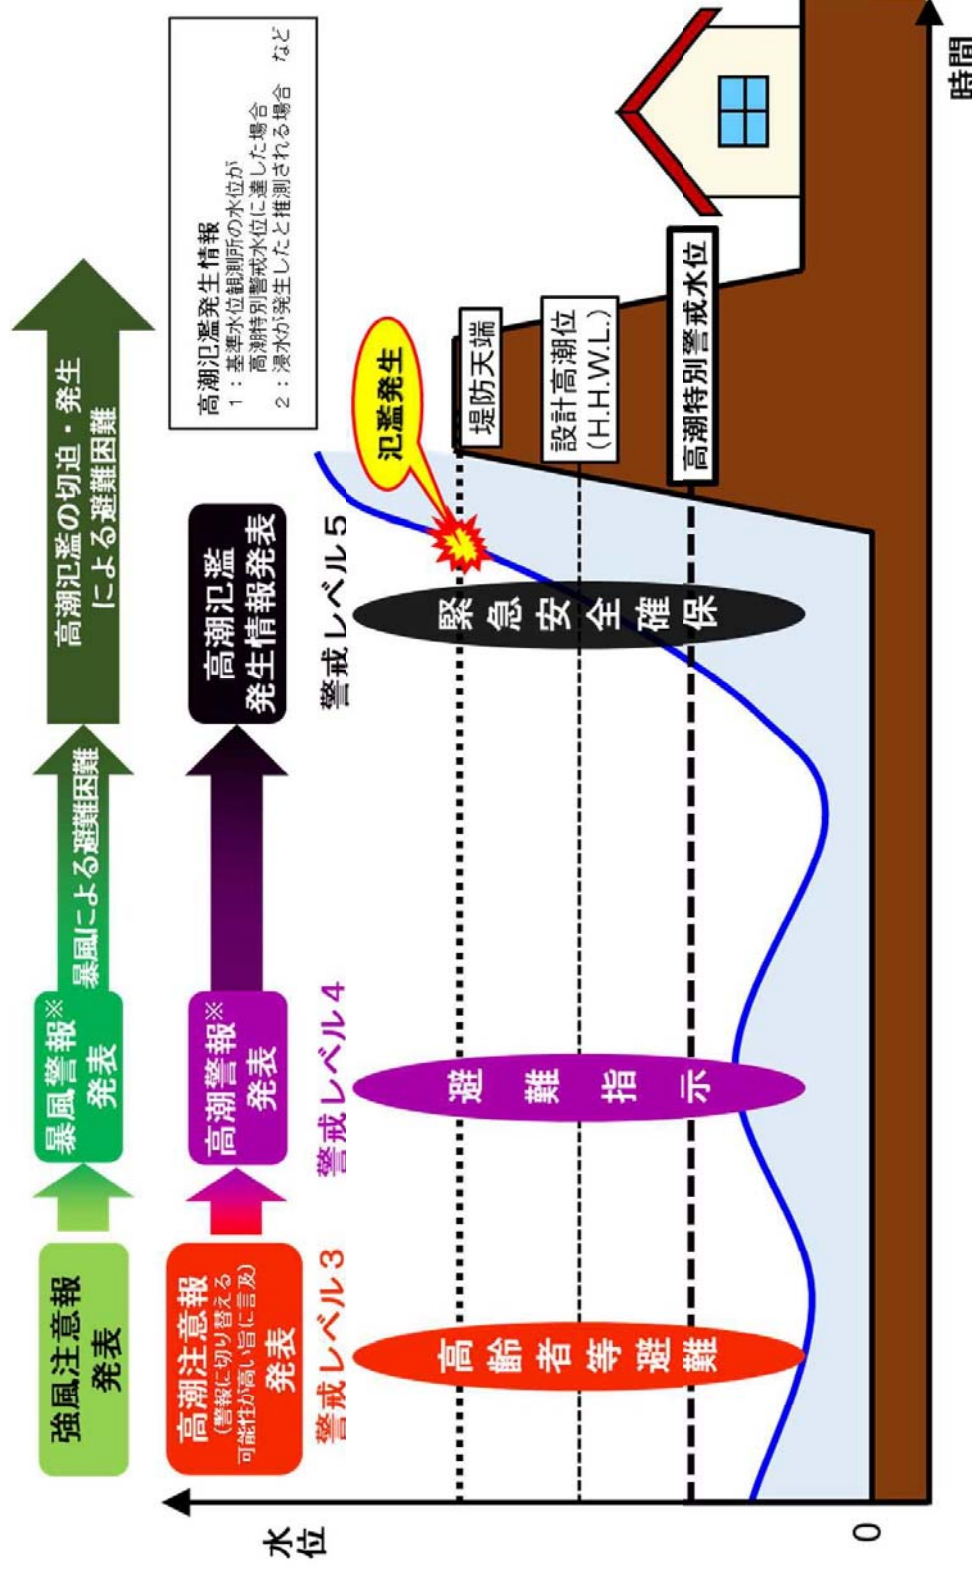 強風注意報
発表
暴風警報※
発表
暴風による避難困難
高潮氾濫の切迫・発生
による避難困難
高潮注意報
(警報に切り替える
可能性が高い旨に言及)
発表
高潮警報※
発表
高潮氾濫
発生情報発表
高潮氾濫発生情報
1：基準水位観測所の水位が
高潮特別警戒水位に達した場合
2：浸水が発生したと推測される場合　など
警戒レベル3
警戒レベル4
警戒レベル5
水位
高齢者等避難
避難指示
緊急安全確保
氾濫発生
堤防天端
設計高潮位
(H.H.W.L.)
高潮特別警戒水位
0
時間